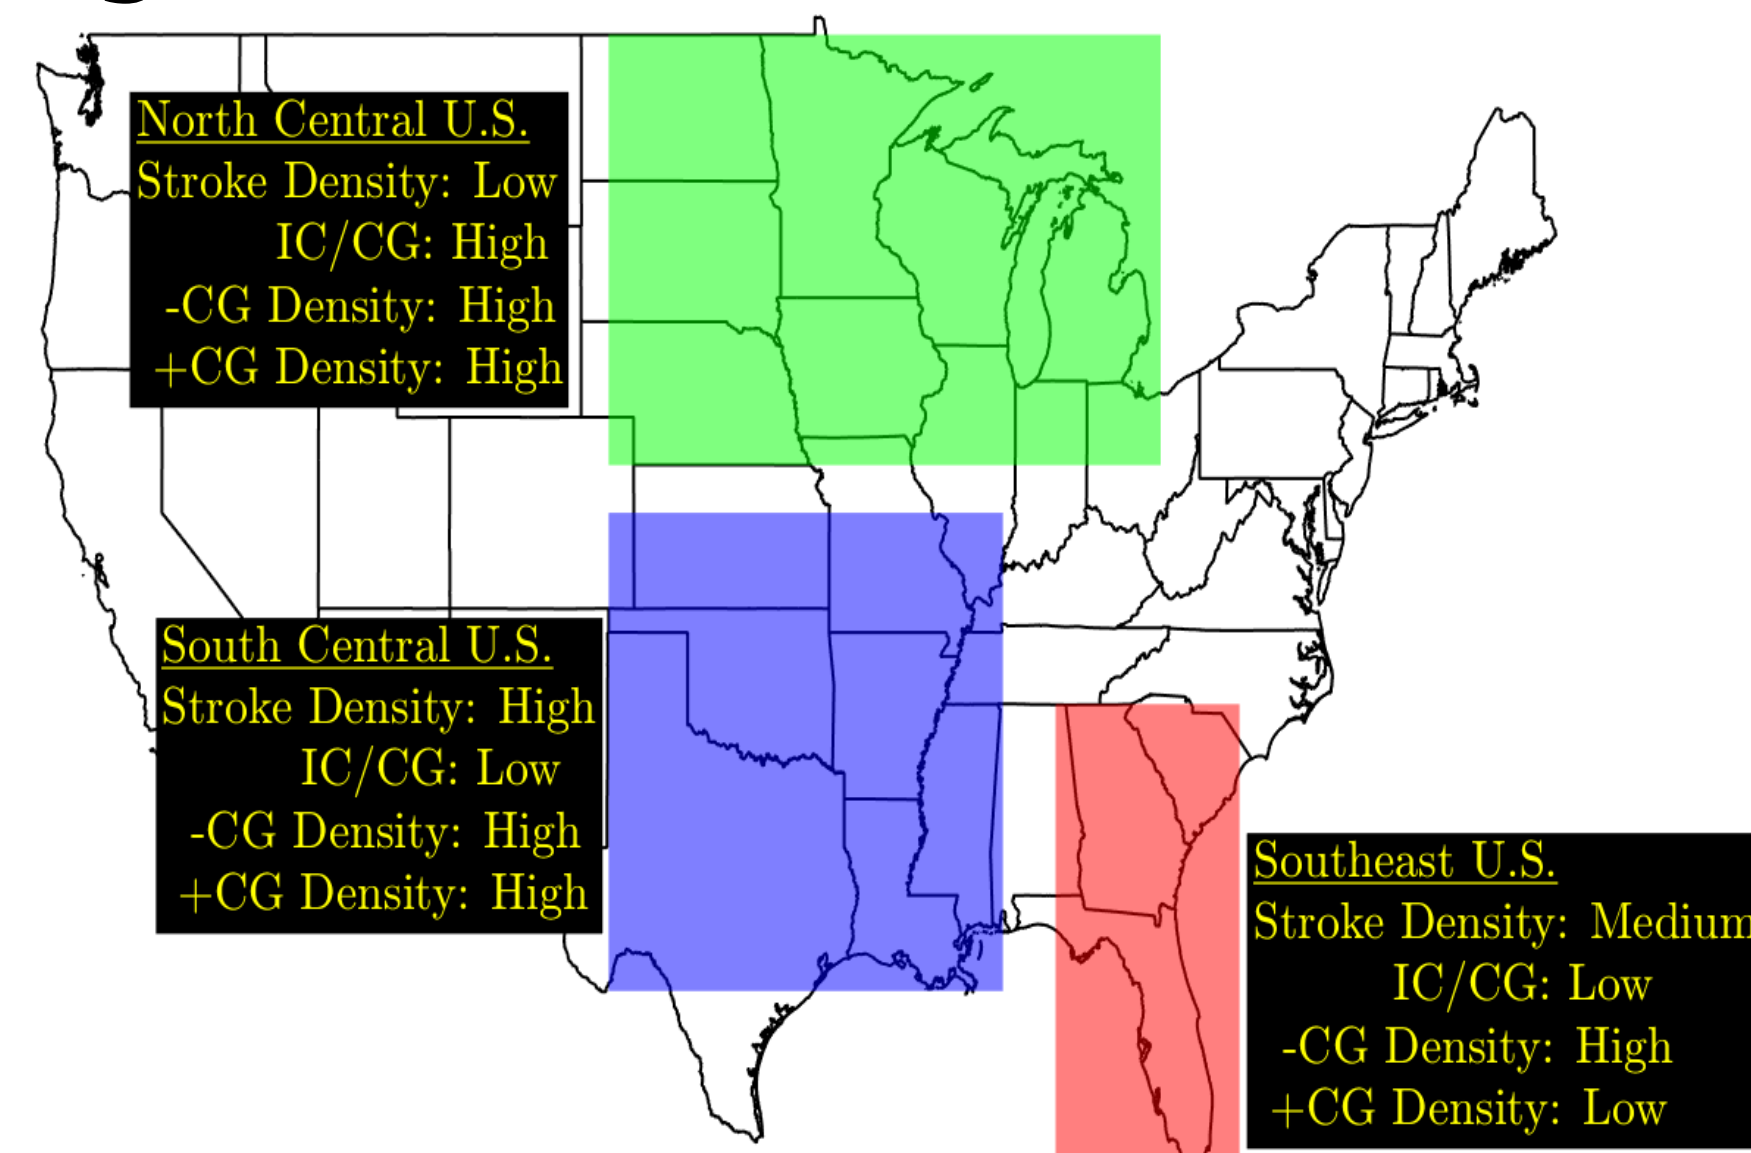 North Central U.S.
Stroke Density: Low
IC/CG: High
-CG Density: High
+CG Density: High
South Central U.S.
Stroke Density: High
IC/CG: Low
-CG Density: High
+CG Density: High
Southeast U.S.
Stroke Density: Medium
IC/CG: Low
-CG Density: High
+CG Density: Low